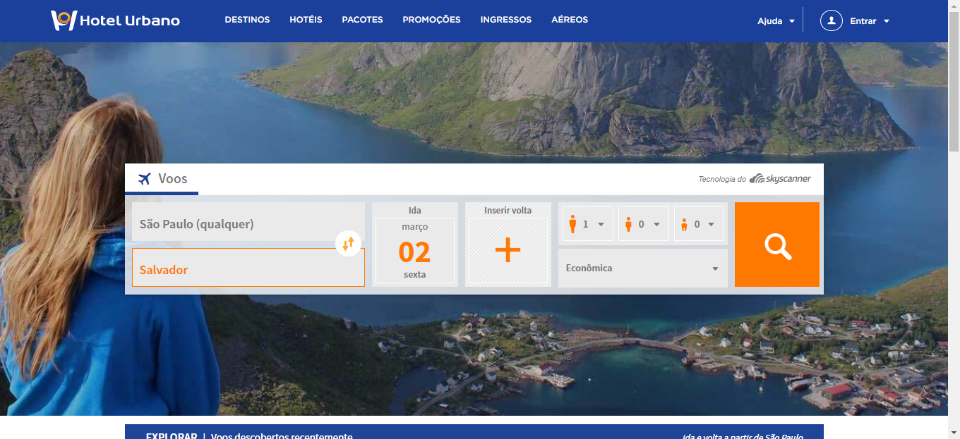 Hotel Urbano
DESTINOS HOTÉIS PACOTES PROMOÇÕES INGRESSOS AÉREOS
Ajuda Entrar
Voos
Tecnologia do skyscanner
São Paulo (qualquer)
Salvador
Ida
março
02
sexta
Inserir volta
1 0 0
Econômica
EXPLORAR | Voos descobertos recentemente
Ida e volta a partir de São Paulo